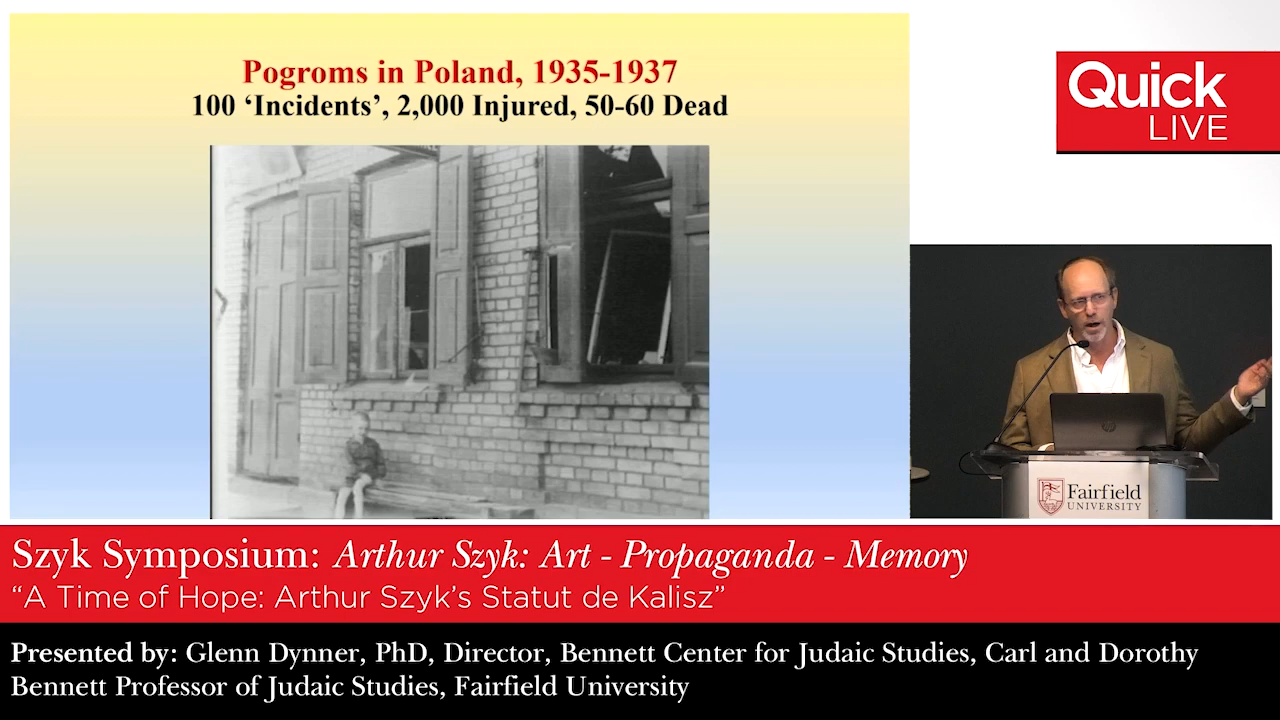 Pogroms in Poland, 1935-1937
100 ‘Incidents’, 2,000 Injured, 50-60 Dead
Quick
LIVE
Fairfield
UNIVERSITY
Szyk Symposium: Arthur Szyk: Art - Propaganda - Memory
“A Time of Hope: Arthur Szyk’s Statut de Kalisz”
Presented by: Glenn Dynner, PhD, Director, Bennett Center for Judaic Studies, Carl and Dorothy
Bennett Professor of Judaic Studies, Fairfield University